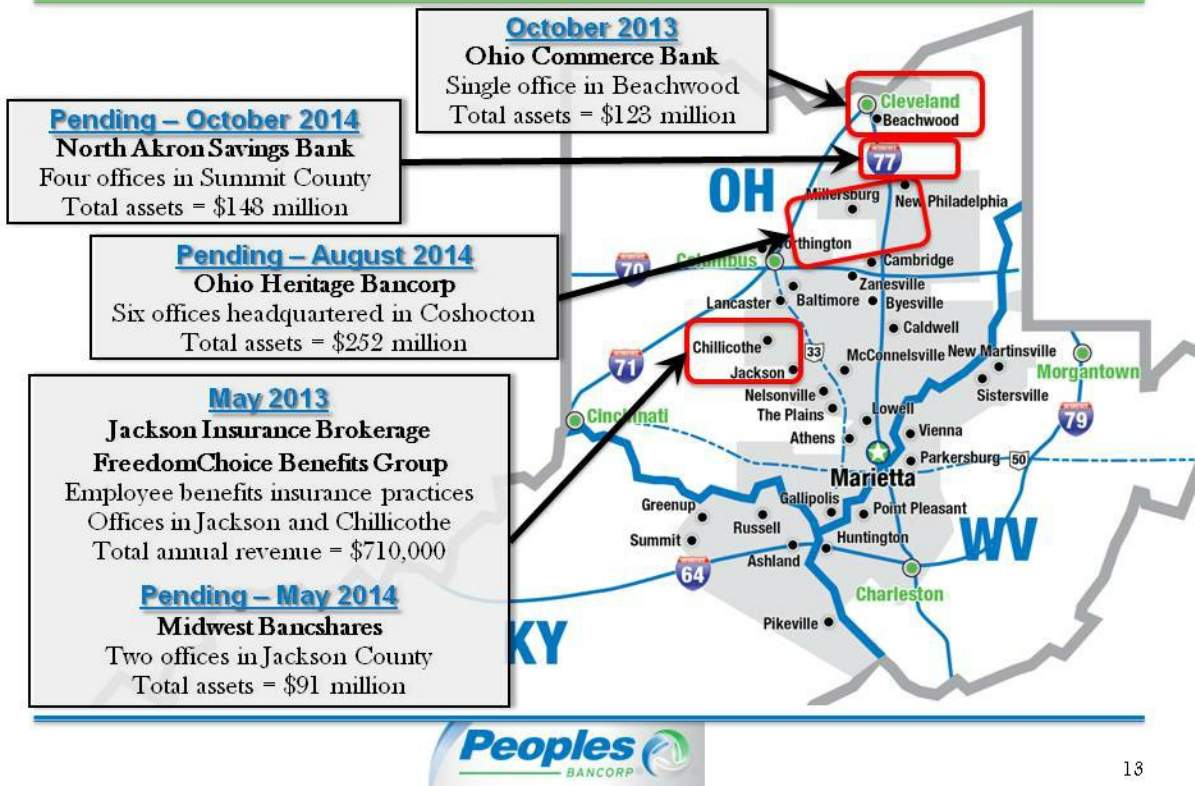 October 2013
Ohio Commerce Bank
Single office in Beachwood
Total assets = $123 million
Pending – October 2014
North Akron Savings Bank
Four offices in Summit County
Total assets = $148 million
Pending – August 2014
Ohio Heritage Bancorp
Six offices headquartered in Coshocton
Total assets = $252 million
May 2013
Jackson Insurance Brokerage
FreedomChoice Benefits Group
Employee benefits insurance practices
Offices in Jackson and Chillicothe
Total annual revenue = $710,000
Pending – May 2014
Midwest Bancshares
Two offices in Jackson County
Total assets = $91 million
Cleveland
Beachwood
77
OH
Millersburg
New Philadelphia
Columbus
Cambridge
70
Zanesville
Lancaster
Baltimore
Byesville
Caldwell
Chillicothe
33
McConnelsville
New Martinsville
71
Jackson
Morgantown
Nelsonville
Sistersville
The Plains
Lowell
Cincinnati
79
Athens
Vienna
Parkersburg
50
Marietta
Gallipolis
Greenup
Point Pleasant
Russell
WV
Summit
Huntington
Ashland
64
Charleston
Pikeville
KY
Peoples
BANCORP
13